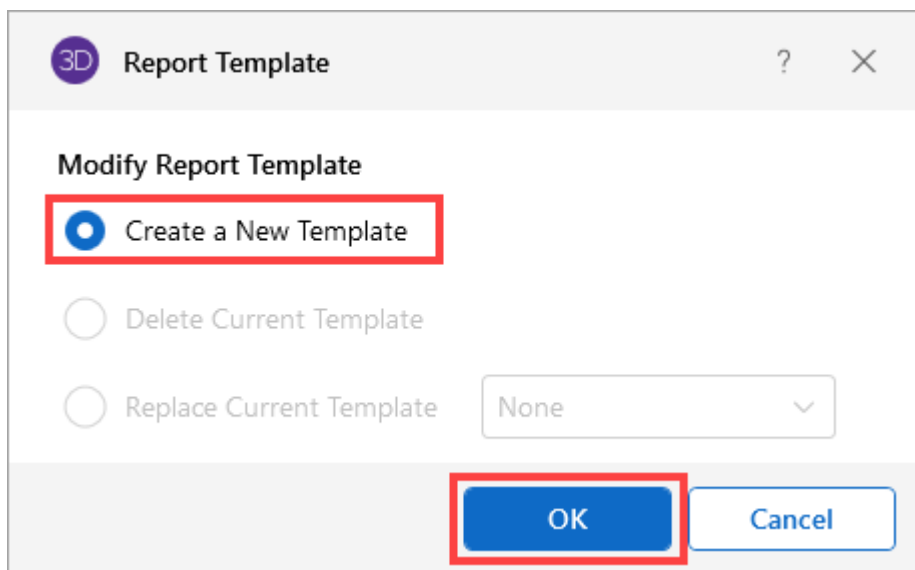 3D Report Template ?
Modify Report Template
Create a New Template
Delete Current Template
Replace Current Template None
OK Cancel